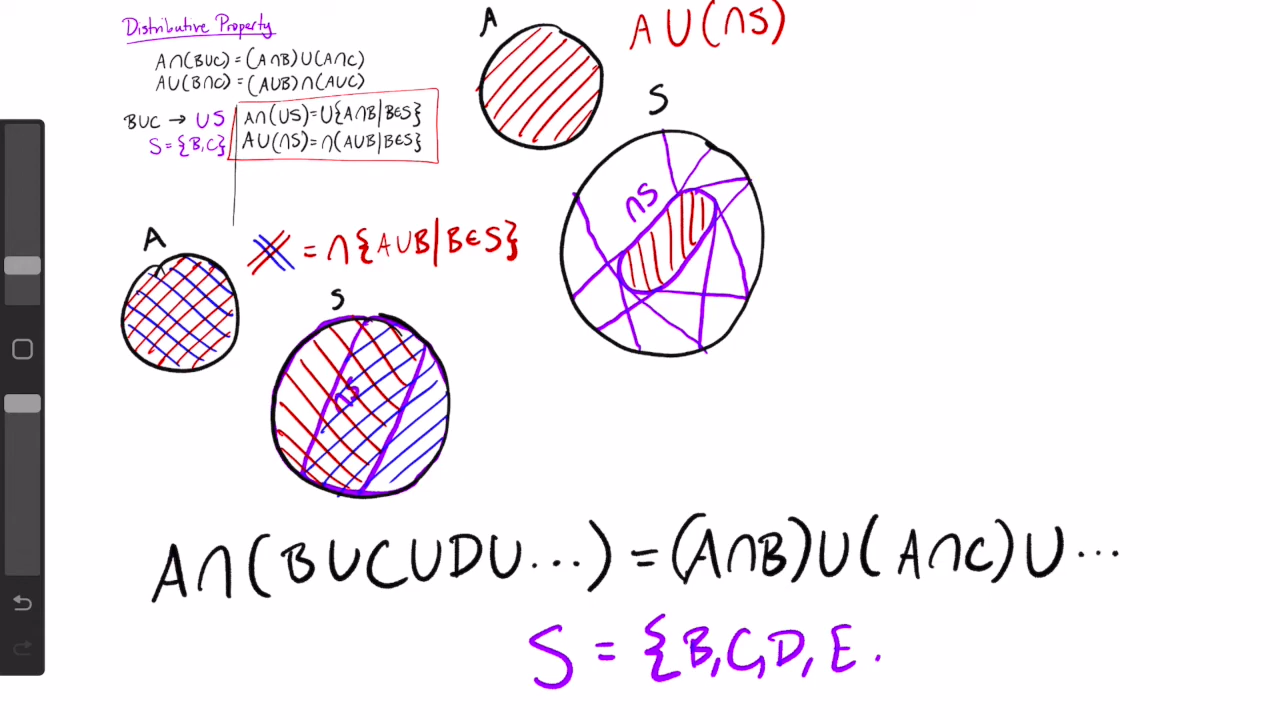 Distributive Property
A∩(B∪C)=(A∩B)∪(A∩C)
A∪(B∩C)=(A∪B)∩(A∪C)
B∪C → ∪S
S={B,C}
A∩(∪S)=∪{A∩B|B∈S}
A∪(∩S)=∩(A∪B|B∈S}
A
A∪(∩S)
S
∩S
A
= ∩{A∪B|B∈S}
S
∩S
A∩(B∪C∪D∪...)=(A∩B)∪(A∩C)∪...
S = {B,C,D, E .